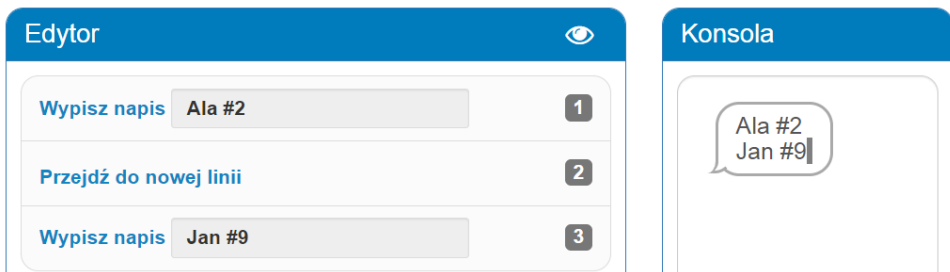 Edytor
Wypisz napis Ala #2 1
Przejdź do nowej linii 2
Wypisz napis Jan #9 3
Konsola
Ala #2
Jan #9